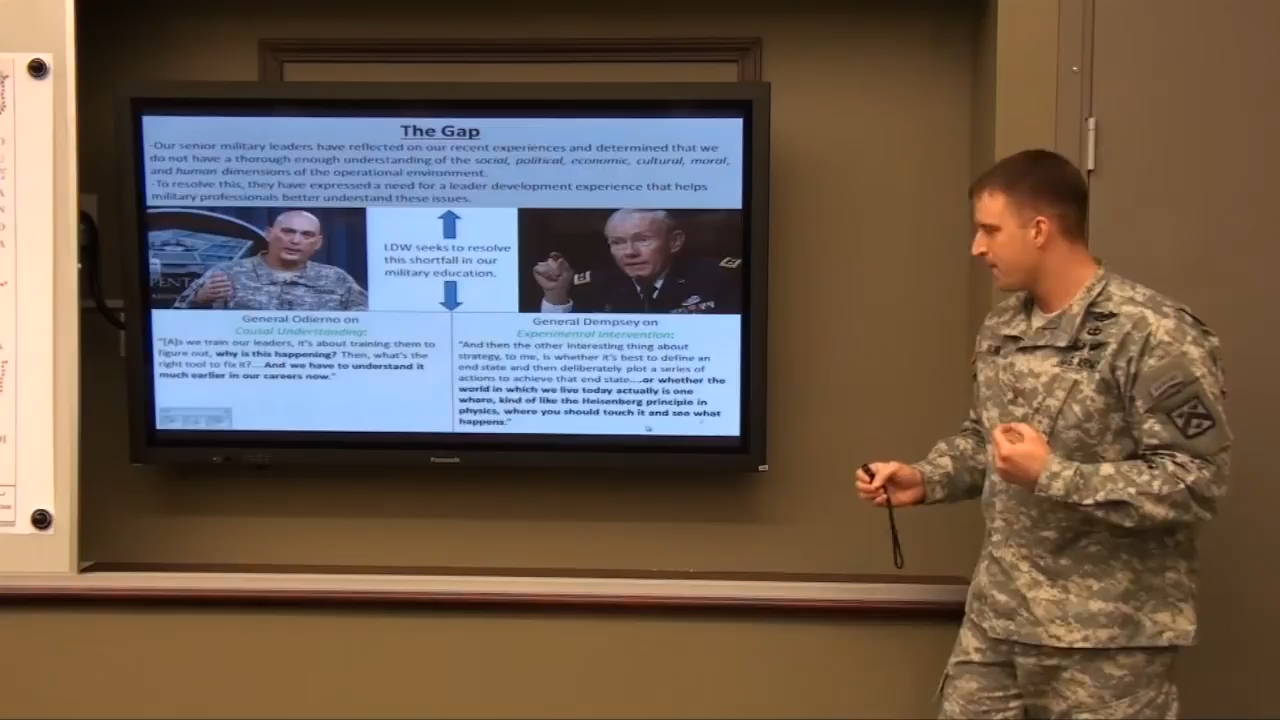 The Gap
-Our senior military leaders have reflected on our recent experiences and determined that we
do not have a thorough enough understanding of the social, political, economic, cultural, moral,
and human dimensions of the operational environment.
-To resolve this, they have expressed a need for a leader development experience that helps
military professionals better understand these issues.
LDW seeks to resolve
this shortfall in our
military education.
General Odierno on
Causal Understanding:
"[A]s we train our leaders, it's about training them to
figure out, why is this happening? Then, what's the
right tool to fix it?....And we have to understand it
much earlier in our careers now."
General Dempsey on
Experimental Intervention:
"And then the other interesting thing about
strategy, to me, is whether it's best to define an
end state and then deliberately plot a series of
actions to achieve that end state....or whether the
world in which we live today actually is one
where, kind of like the Heisenberg principle in
physics, where you should touch it and see what
happens."
Panasonic